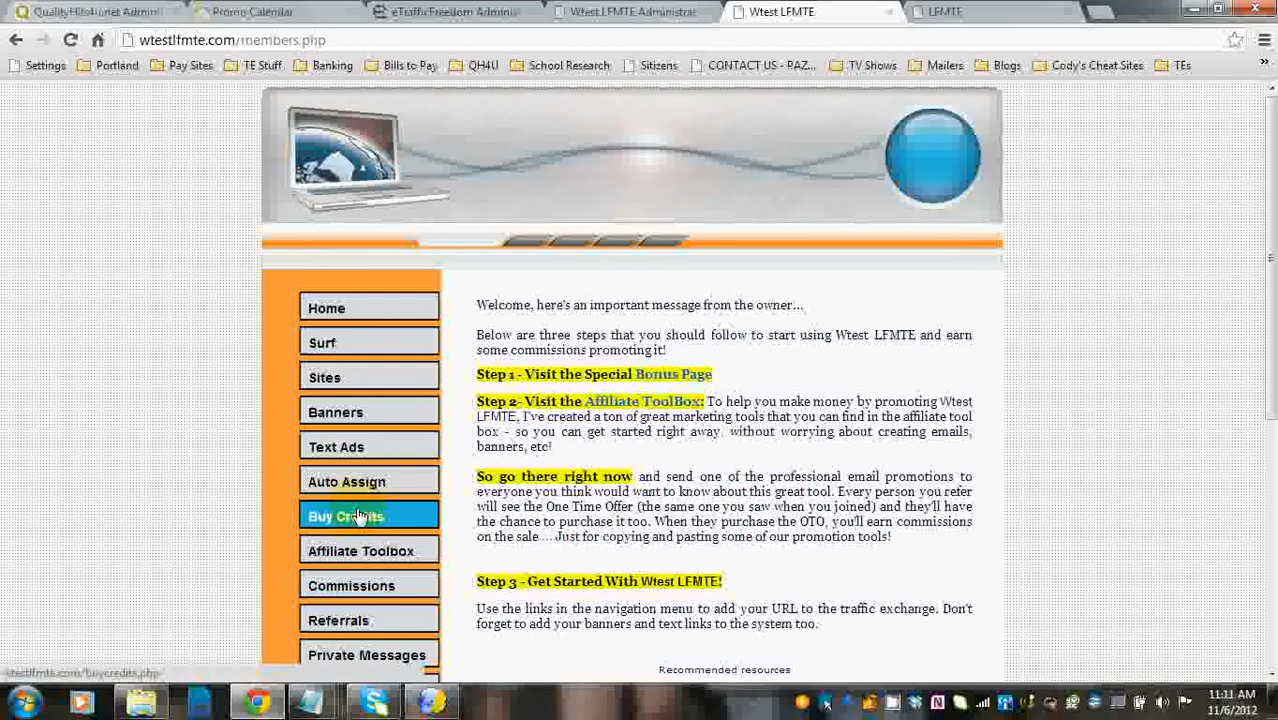 QualityHits4u.net Admini
Promo Calendar
eTrafficFreedom Adminis
Wtest LFMTE Administrat
Wtest LFMTE
LFMTE
wtestlfmte.com/members.php
Settings Portland Pay Sites TE Stuff Banking Bills to Pay QH4U School Research Sitizens CONTACT US - RAZ... TV Shows Mailers Blogs Cody's Cheat Sites TEs
Home
Surf
Sites
Banners
Text Ads
Auto Assign
Buy Credits
Affiliate Toolbox
Commissions
Referrals
Private Messages
Welcome, here's an important message from the owner...
Below are three steps that you should follow to start using Wtest LFMTE and earn
some commissions promoting it!
Step 1 - Visit the Special Bonus Page
Step 2- Visit the Affiliate ToolBox: To help you make money by promoting Wtest
LFMTE, I've created a ton of great marketing tools that you can find in the affiliate tool
box - so you can get started right away, without worrying about creating emails,
banners, etc!
So go there right now and send one of the professional email promotions to
everyone you think would want to know about this great tool. Every person you refer
will see the One Time Offer (the same one you saw when you joined) and they'll have
the chance to purchase it too. When they purchase the OTO, you'll earn commissions
on the sale....Just for copying and pasting some of our promotion tools!
Step 3 - Get Started With Wtest LFMTE!
Use the links in the navigation menu to add your URL to the traffic exchange. Don't
forget to add your banners and text links to the system too.
Recommended resources
wtestlfmte.com/buycredits.php
11:11 AM
11/6/2012